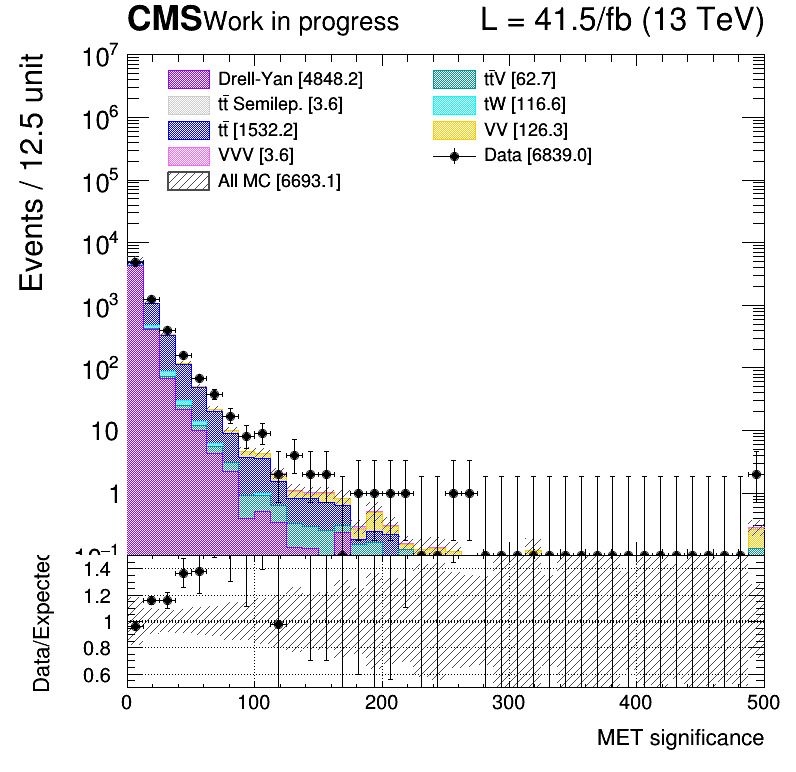 CMS Work in progress L = 41.5/fb (13 TeV)
Events / 12.5 unit
10⁷
10⁶
10⁵
10⁴
10³
10²
10
1
10⁻¹
Drell-Yan [4848.2]
tt̄V [62.7]
tt̄ Semilep. [3.6]
tW [116.6]
tt̄ [1532.2]
VV [126.3]
VVV [3.6]
Data [6839.0]
All MC [6693.1]
Data/Expected
1.4
1.2
1
0.8
0.6
0 100 200 300 400 500
MET significance